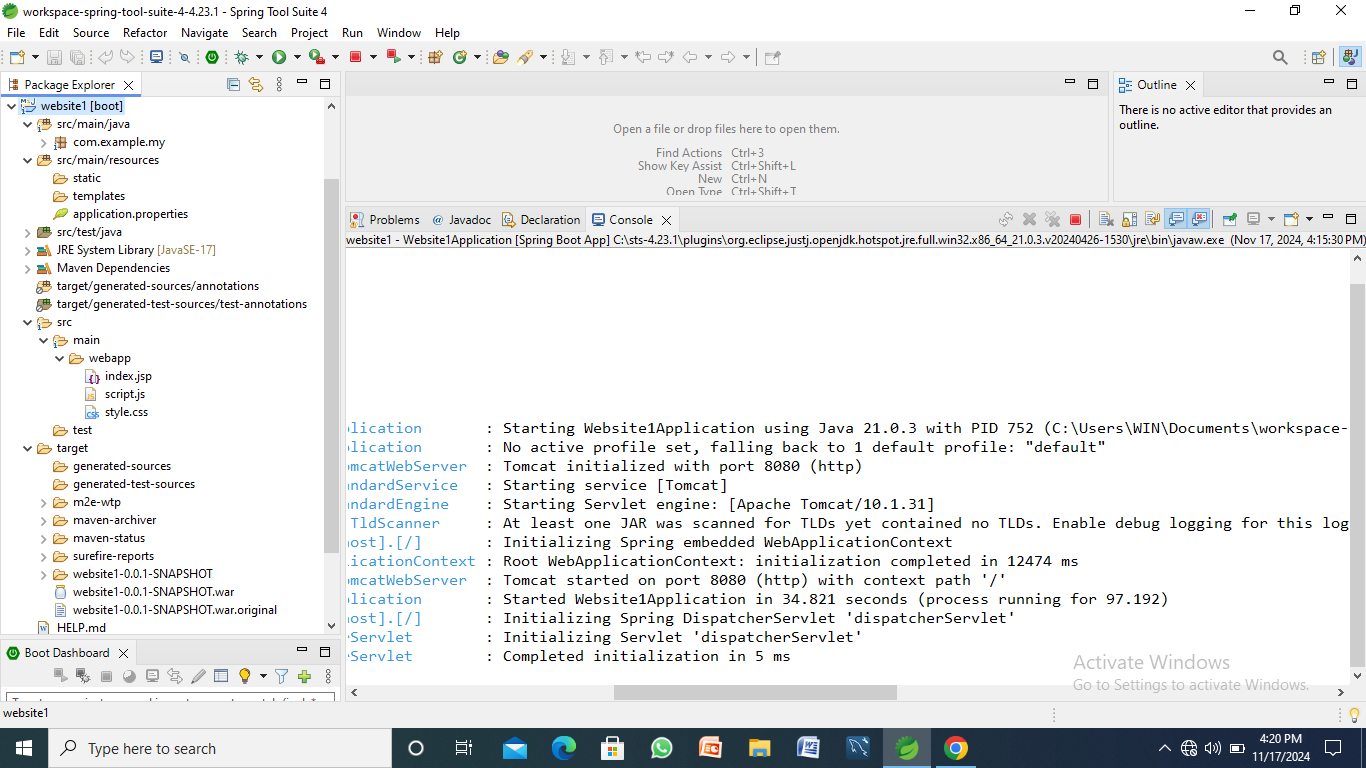 workspace-spring-tool-suite-4-4.23.1 - Spring Tool Suite 4
File Edit Source Refactor Navigate Search Project Run Window Help
Package Explorer
website1 [boot]
src/main/java
com.example.my
src/main/resources
static
templates
application.properties
src/test/java
JRE System Library [JavaSE-17]
Maven Dependencies
target/generated-sources/annotations
target/generated-test-sources/test-annotations
src
main
webapp
index.jsp
script.js
style.css
test
target
generated-sources
generated-test-sources
m2e-wtp
maven-archiver
maven-status
surefire-reports
website1-0.0.1-SNAPSHOT
website1-0.0.1-SNAPSHOT.war
website1-0.0.1-SNAPSHOT.war.original
HELP.md
Boot Dashboard
Open a file or drop files here to open them.
Find Actions Ctrl+3
Show Key Assist Ctrl+Shift+L
New Ctrl+N
Open Type Ctrl+Shift+T
Outline
There is no active editor that provides an
outline.
Problems @ Javadoc Declaration Console
website1 - Website1Application [Spring Boot App] C:\sts-4.23.1\plugins\org.eclipse.justj.openjdk.hotspot.jre.full.win32.x86_64_21.0.3.v20240426-1530\jre\bin\javaw.exe (Nov 17, 2024, 4:15:30 PM)
lication : Starting Website1Application using Java 21.0.3 with PID 752 (C:\Users\WIN\Documents\workspace-
lication : No active profile set, falling back to 1 default profile: "default"
omcatWebServer : Tomcat initialized with port 8080 (http)
andardService : Starting service [Tomcat]
andardEngine : Starting Servlet engine: [Apache Tomcat/10.1.31]
TldScanner : At least one JAR was scanned for TLDs yet contained no TLDs. Enable debug logging for this log
ost].[/] : Initializing Spring embedded WebApplicationContext
licationContext : Root WebApplicationContext: initialization completed in 12474 ms
omcatWebServer : Tomcat started on port 8080 (http) with context path '/'
lication : Started Website1Application in 34.821 seconds (process running for 97.192)
ost].[/] : Initializing Spring DispatcherServlet 'dispatcherServlet'
Servlet : Initializing Servlet 'dispatcherServlet'
Servlet : Completed initialization in 5 ms
Activate Windows
Go to Settings to activate Windows.
website1
Type here to search
4:20 PM
11/17/2024